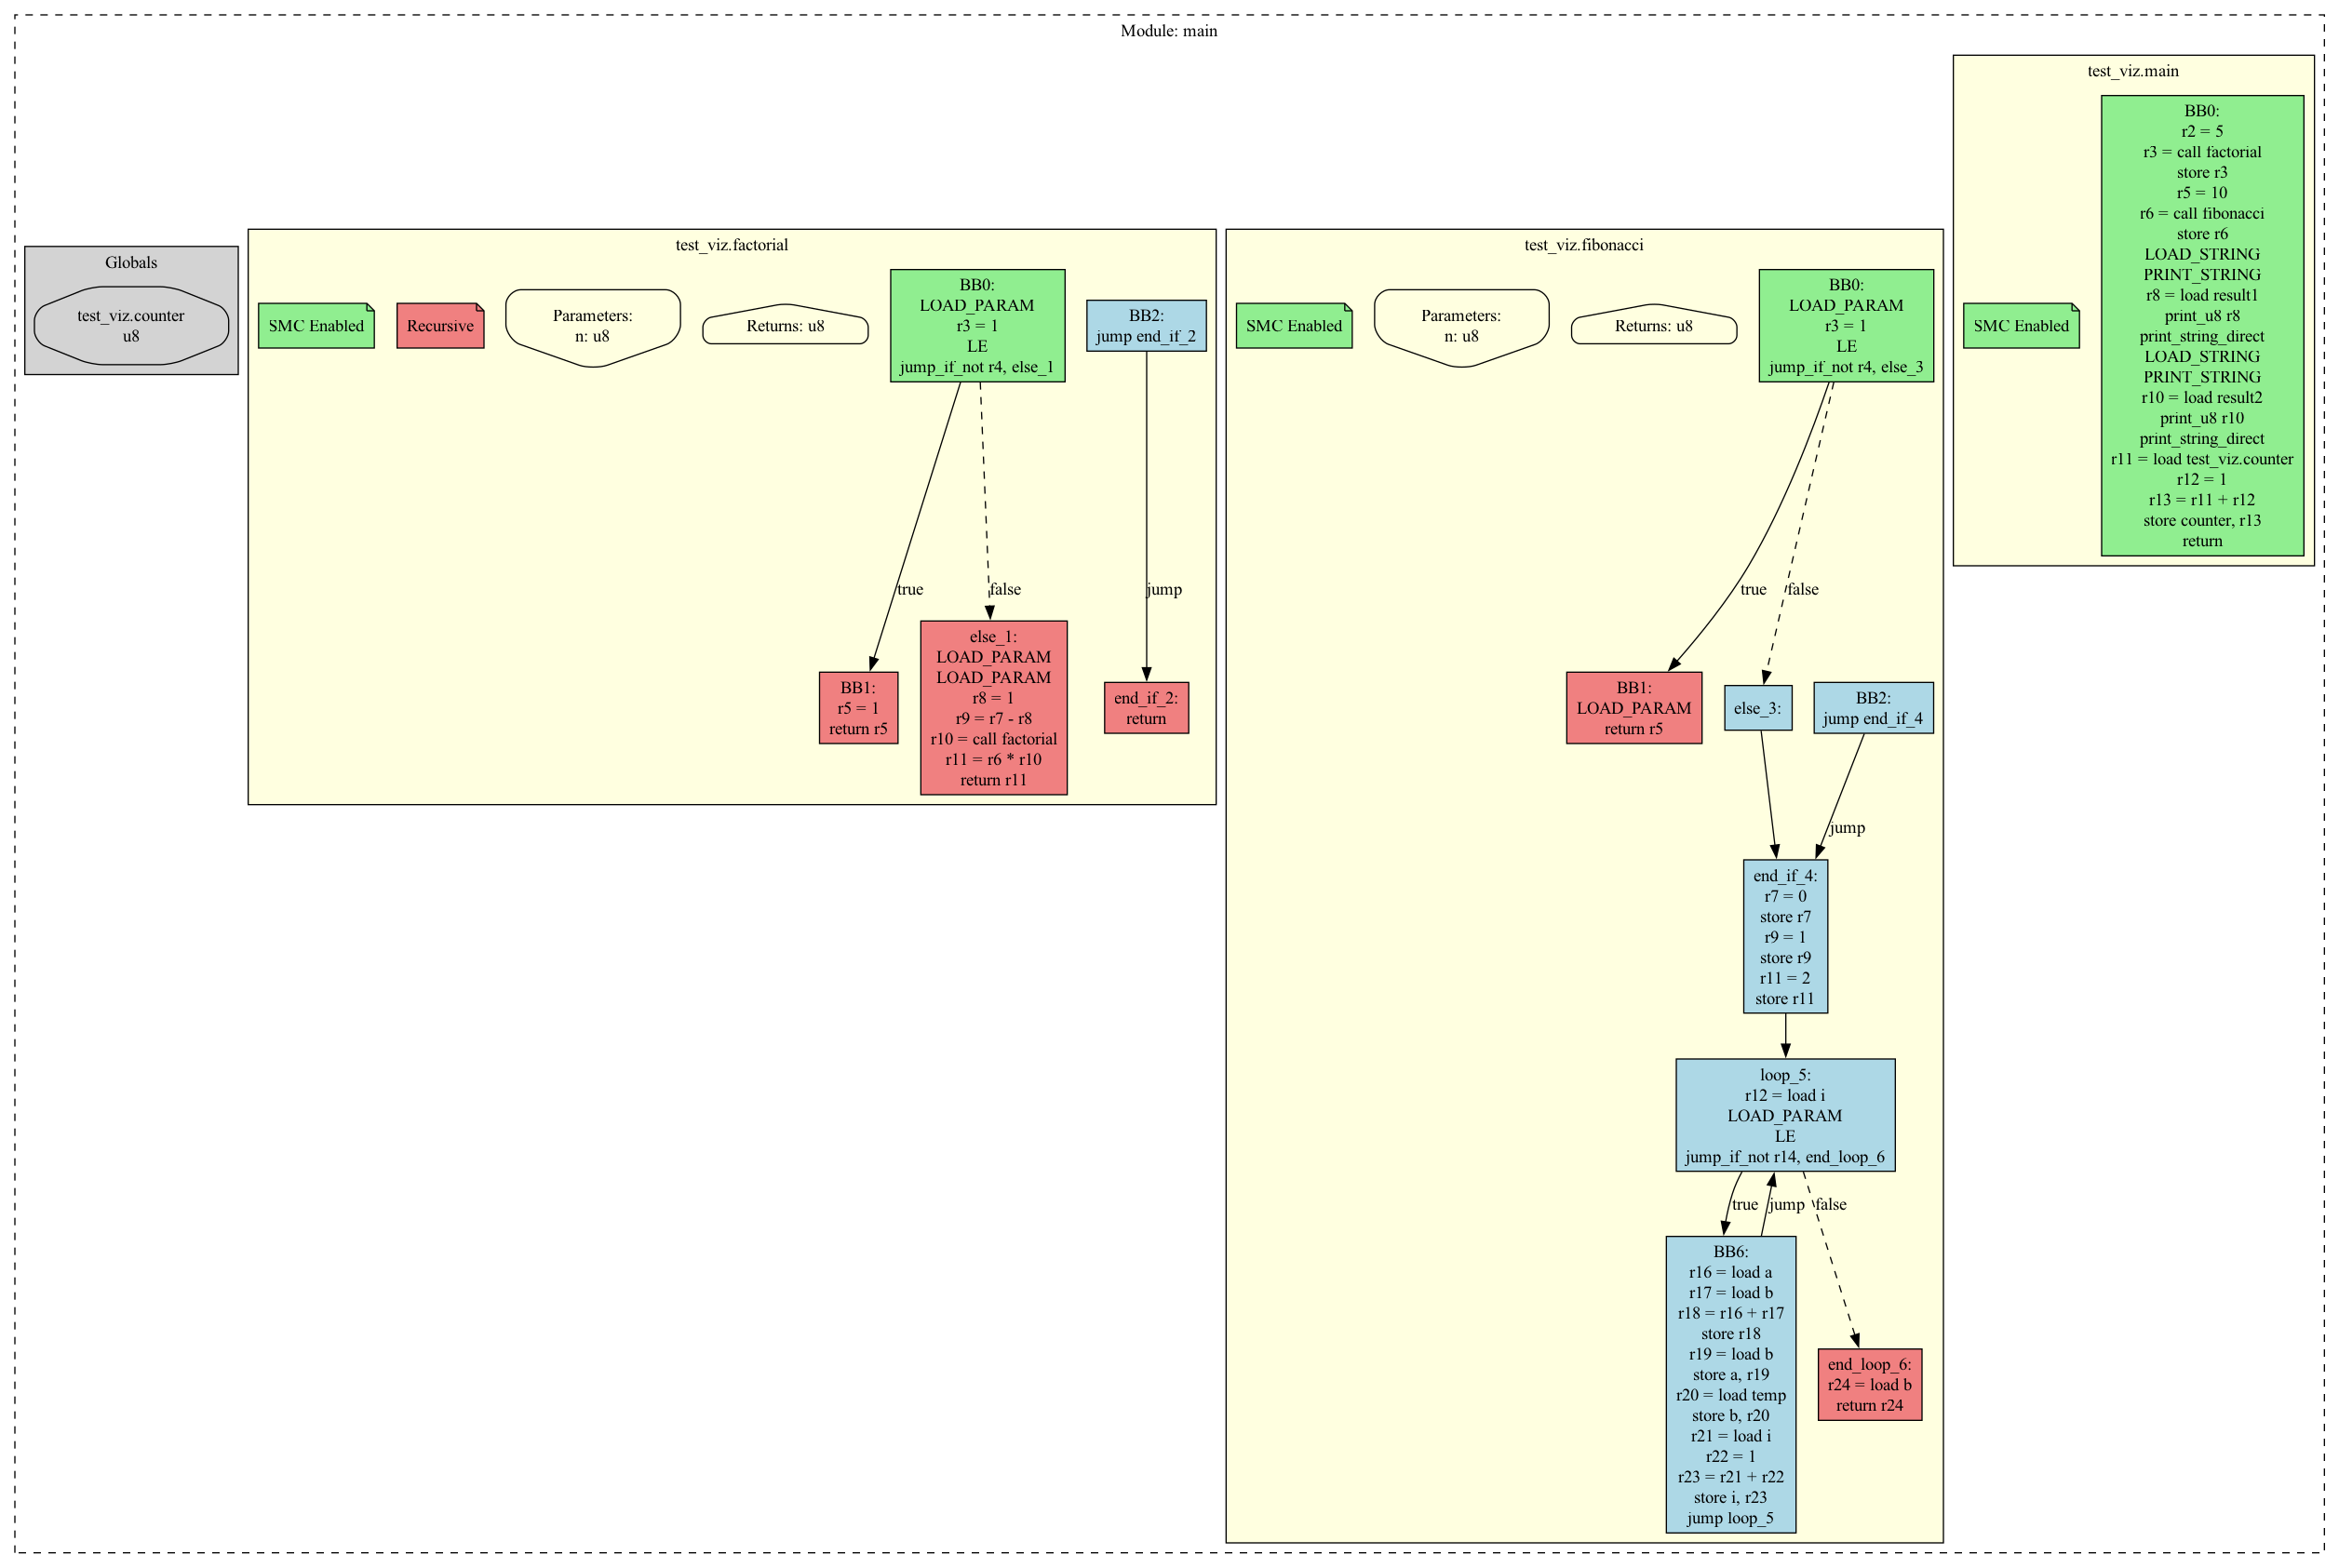 Module: main
Globals
test_viz.counter
u8
test_viz.factorial
SMC Enabled
Recursive
Parameters:
n: u8
Returns: u8
BB0:
LOAD_PARAM
r3 = 1
LE
jump_if_not r4, else_1
BB2:
jump end_if_2
true
false
jump
BB1:
r5 = 1
return r5
else_1:
LOAD_PARAM
LOAD_PARAM
r8 = 1
r9 = r7 - r8
r10 = call factorial
r11 = r6 * r10
return r11
end_if_2:
return
test_viz.fibonacci
SMC Enabled
Parameters:
n: u8
Returns: u8
BB0:
LOAD_PARAM
r3 = 1
LE
jump_if_not r4, else_3
true
false
BB1:
LOAD_PARAM
return r5
else_3:
BB2:
jump end_if_4
jump
end_if_4:
r7 = 0
store r7
r9 = 1
store r9
r11 = 2
store r11
loop_5:
r12 = load i
LOAD_PARAM
LE
jump_if_not r14, end_loop_6
true
jump
false
BB6:
r16 = load a
r17 = load b
r18 = r16 + r17
store r18
r19 = load b
store a, r19
r20 = load temp
store b, r20
r21 = load i
r22 = 1
r23 = r21 + r22
store i, r23
jump loop_5
end_loop_6:
r24 = load b
return r24
test_viz.main
SMC Enabled
BB0:
r2 = 5
r3 = call factorial
store r3
r5 = 10
r6 = call fibonacci
store r6
LOAD_STRING
PRINT_STRING
r8 = load result1
print_u8 r8
print_string_direct
LOAD_STRING
PRINT_STRING
r10 = load result2
print_u8 r10
print_string_direct
r11 = load test_viz.counter
r12 = 1
r13 = r11 + r12
store counter, r13
return